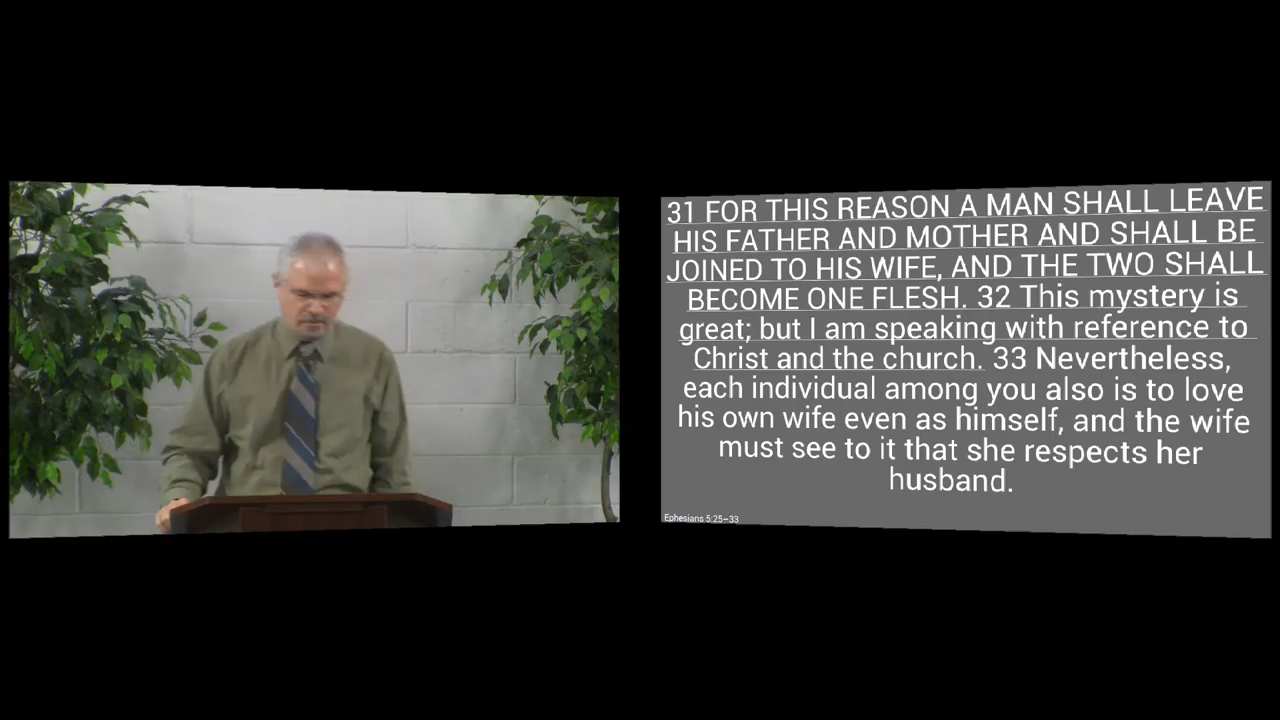 31 FOR THIS REASON A MAN SHALL LEAVE
HIS FATHER AND MOTHER AND SHALL BE
JOINED TO HIS WIFE, AND THE TWO SHALL
BECOME ONE FLESH. 32 This mystery is
great; but I am speaking with reference to
Christ and the church. 33 Nevertheless,
each individual among you also is to love
his own wife even as himself, and the wife
must see to it that she respects her
husband.
Ephesians 5:25–33